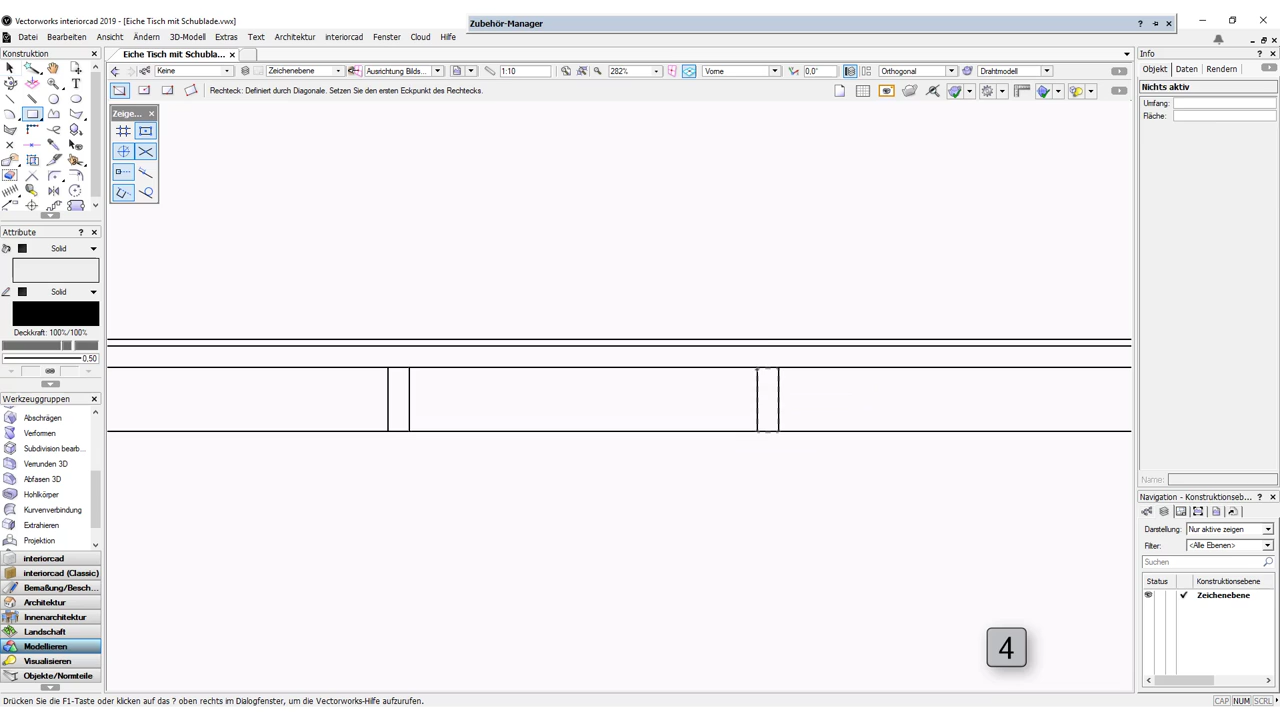 Vectorworks interiorcad 2019 - [Eiche Tisch mit Schublade.vwx]
Zubehör-Manager
?
Datei Bearbeiten Ansicht Ändern 3D-Modell Extras Text Architektur interiorcad Fenster Cloud Hilfe
Konstruktion
Eiche Tisch mit Schubla...
Info
Keine
Zeichenebene
Ausrichtung Bilds...
1:10
282%
Vome
0,0°
Orthogonal
Drahtmodell
Objekt Daten Rendern
Rechteck: Definiert durch Diagonale. Setzen Sie den ersten Eckpunkt des Rechtecks.
Nichts aktiv
Umfang:
Fläche:
Zeige...
Attribute ?
Solid
Solid
Deckkraft: 100%/100%
0,50
Werkzeuggruppen
Abschrägen
Verformen
Subdivision bearb...
Verrunden 3D
Abfasen 3D
Hohlkörper
Kurvenverbindung
Extrahieren
Projektion
interiorcad
interiorcad (Classic)
Bemaßung/Besch...
Architektur
Innenarchitektur
Landschaft
Modellieren
Visualisieren
Objekte/Normteile
Name:
Navigation - Konstruktionseb... ?
Darstellung: Nur aktive zeigen
Filter: <Alle Ebenen>
Suchen
Status Konstruktionsebene
Zeichenebene
4
Drücken Sie die F1-Taste oder klicken auf das ? oben rechts im Dialogfenster, um die Vectorworks-Hilfe aufzurufen.
CAP NUM SCRL